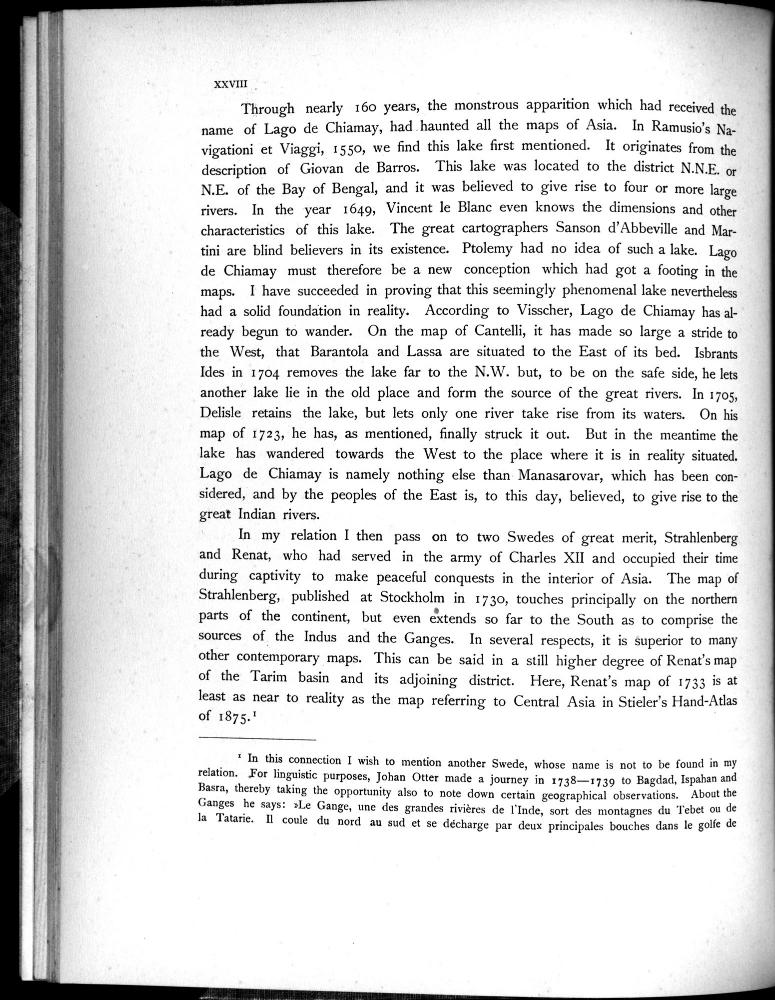 XXVIII
Through nearly 160 years, the monstrous apparition which had received the
name of Lago de Chiamay, had haunted all the maps of Asia. In Ramusio's Na-
vigationi et Viaggi, 1550, we find this lake first mentioned. It originates from the
description of Giovan de Barros. This lake was located to the district N.N.E. or
N.E. of the Bay of Bengal, and it was believed to give rise to four or more large
rivers. In the year 1649, Vincent le Blanc even knows the dimensions and other
characteristics of this lake. The great cartographers Sanson d'Abbeville and Mar-
tini are blind believers in its existence. Ptolemy had no idea of such a lake. Lago
de Chiamay must therefore be a new conception which had got a footing in the
maps. I have succeeded in proving that this seemingly phenomenal lake nevertheless
had a solid foundation in reality. According to Visscher, Lago de Chiamay has al-
ready begun to wander. On the map of Cantelli, it has made so large a stride to
the West, that Barantola and Lassa are situated to the East of its bed. Isbrants
Ides in 1704 removes the lake far to the N.W. but, to be on the safe side, he lets
another lake lie in the old place and form the source of the great rivers. In 1705,
Delisle retains the lake, but lets only one river take rise from its waters. On his
map of 1723, he has, as mentioned, finally struck it out. But in the meantime the
lake has wandered towards the West to the place where it is in reality situated.
Lago de Chiamay is namely nothing else than Manasarovar, which has been con-
sidered, and by the peoples of the East is, to this day, believed, to give rise to the
great Indian rivers.
In my relation I then pass on to two Swedes of great merit, Strahlenberg
and Renat, who had served in the army of Charles XII and occupied their time
during captivity to make peaceful conquests in the interior of Asia. The map of
Strahlenberg, published at Stockholm in 1730, touches principally on the northern
parts of the continent, but even extends so far to the South as to comprise the
sources of the Indus and the Ganges. In several respects, it is superior to many
other contemporary maps. This can be said in a still higher degree of Renat's map
of the Tarim basin and its adjoining district. Here, Renat's map of 1733 is at
least as near to reality as the map referring to Central Asia in Stieler's Hand-Atlas
of 1875.¹
¹ In this connection I wish to mention another Swede, whose name is not to be found in my
relation. For linguistic purposes, Johan Otter made a journey in 1738—1739 to Bagdad, Ispahan and
Basra, thereby taking the opportunity also to note down certain geographical observations. About the
Ganges he says: »Le Gange, une des grandes rivières de l'Inde, sort des montagnes du Tebet ou de
la Tatarie. Il coule du nord au sud et se décharge par deux principales bouches dans le golfe de